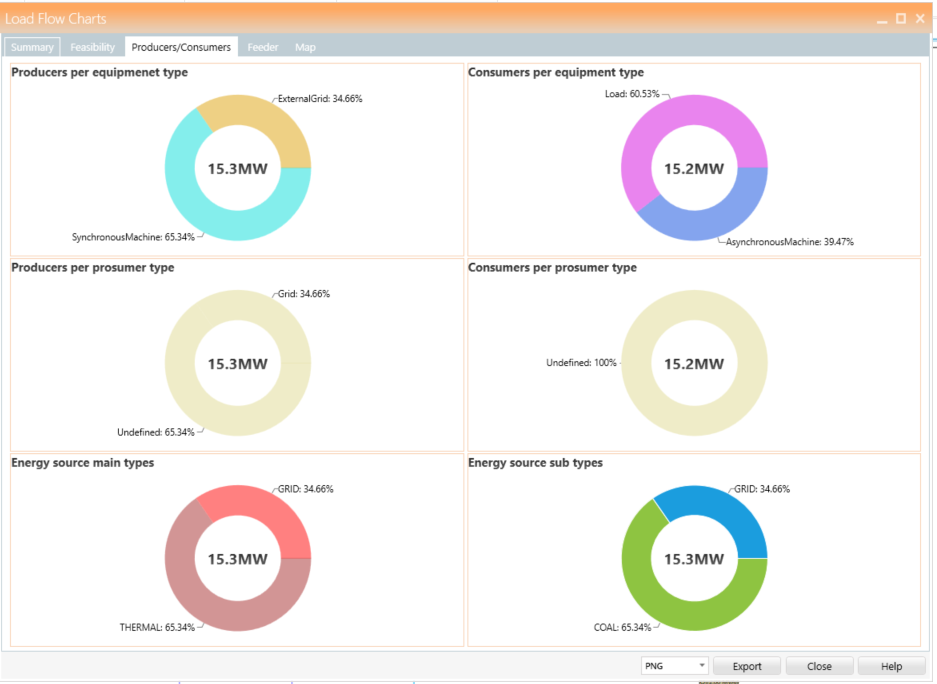 Load Flow Charts
Summary Feasibility Producers/Consumers Feeder Map
Producers per equipmenet type
ExternalGrid: 34.66%
15.3MW
SynchronousMachine: 65.34%
Consumers per equipment type
Load: 60.53%
15.2MW
AsynchronousMachine: 39.47%
Producers per prosumer type
Grid: 34.66%
15.3MW
Undefined: 65.34%
Consumers per prosumer type
Undefined: 100%
15.2MW
Energy source main types
GRID: 34.66%
15.3MW
THERMAL: 65.34%
Energy source sub types
GRID: 34.66%
15.3MW
COAL: 65.34%
PNG Export Close Help